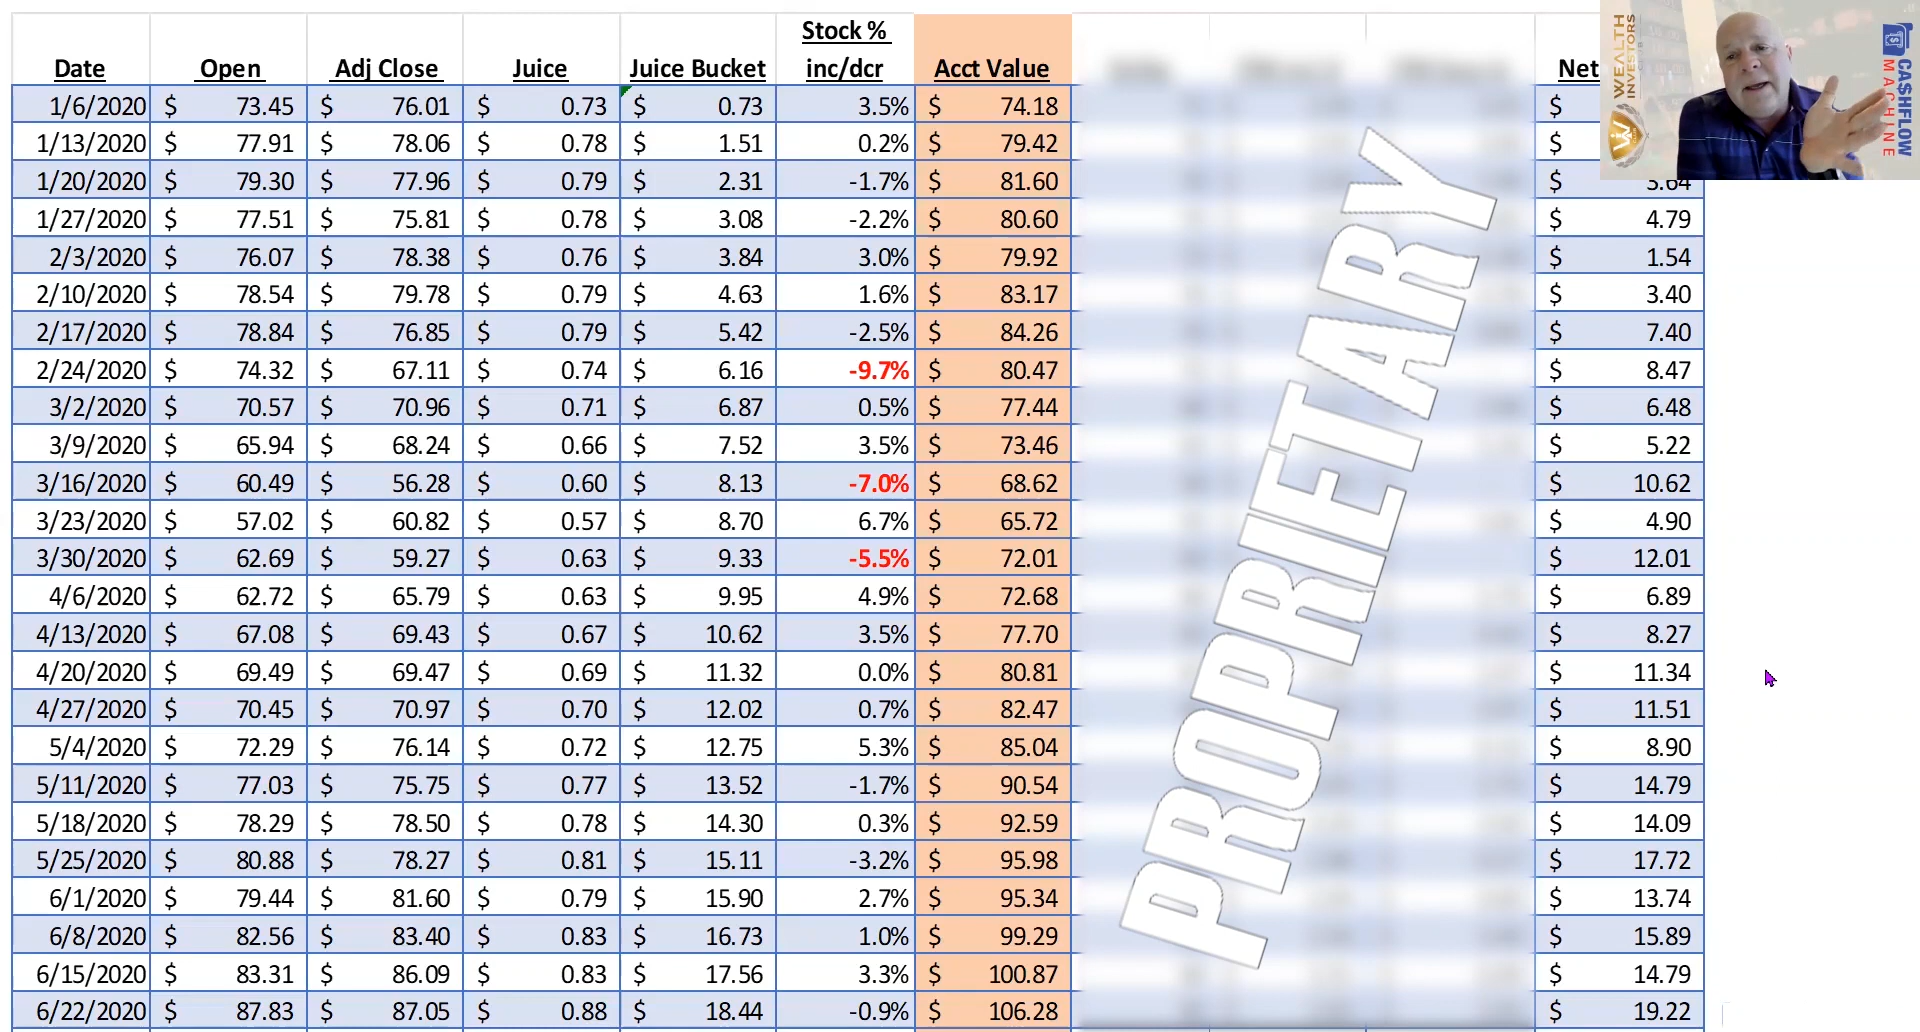 Date Open Adj Close Juice Juice Bucket Stock % inc/dcr Acct Value Net
1/6/2020 $ 73.45 $ 76.01 $ 0.73 $ 0.73 3.5% $ 74.18 $
1/13/2020 $ 77.91 $ 78.06 $ 0.78 $ 1.51 0.2% $ 79.42 $
1/20/2020 $ 79.30 $ 77.96 $ 0.79 $ 2.31 -1.7% $ 81.60 $ 3.64
1/27/2020 $ 77.51 $ 75.81 $ 0.78 $ 3.08 -2.2% $ 80.60 $ 4.79
2/3/2020 $ 76.07 $ 78.38 $ 0.76 $ 3.84 3.0% $ 79.92 $ 1.54
2/10/2020 $ 78.54 $ 79.78 $ 0.79 $ 4.63 1.6% $ 83.17 $ 3.40
2/17/2020 $ 78.84 $ 76.85 $ 0.79 $ 5.42 -2.5% $ 84.26 $ 7.40
2/24/2020 $ 74.32 $ 67.11 $ 0.74 $ 6.16 -9.7% $ 80.47 $ 8.47
3/2/2020 $ 70.57 $ 70.96 $ 0.71 $ 6.87 0.5% $ 77.44 $ 6.48
3/9/2020 $ 65.94 $ 68.24 $ 0.66 $ 7.52 3.5% $ 73.46 $ 5.22
3/16/2020 $ 60.49 $ 56.28 $ 0.60 $ 8.13 -7.0% $ 68.62 $ 10.62
3/23/2020 $ 57.02 $ 60.82 $ 0.57 $ 8.70 6.7% $ 65.72 $ 4.90
3/30/2020 $ 62.69 $ 59.27 $ 0.63 $ 9.33 -5.5% $ 72.01 $ 12.01
4/6/2020 $ 62.72 $ 65.79 $ 0.63 $ 9.95 4.9% $ 72.68 $ 6.89
4/13/2020 $ 67.08 $ 69.43 $ 0.67 $ 10.62 3.5% $ 77.70 $ 8.27
4/20/2020 $ 69.49 $ 69.47 $ 0.69 $ 11.32 0.0% $ 80.81 $ 11.34
4/27/2020 $ 70.45 $ 70.97 $ 0.70 $ 12.02 0.7% $ 82.47 $ 11.51
5/4/2020 $ 72.29 $ 76.14 $ 0.72 $ 12.75 5.3% $ 85.04 $ 8.90
5/11/2020 $ 77.03 $ 75.75 $ 0.77 $ 13.52 -1.7% $ 90.54 $ 14.79
5/18/2020 $ 78.29 $ 78.50 $ 0.78 $ 14.30 0.3% $ 92.59 $ 14.09
5/25/2020 $ 80.88 $ 78.27 $ 0.81 $ 15.11 -3.2% $ 95.98 $ 17.72
6/1/2020 $ 79.44 $ 81.60 $ 0.79 $ 15.90 2.7% $ 95.34 $ 13.74
6/8/2020 $ 82.56 $ 83.40 $ 0.83 $ 16.73 1.0% $ 99.29 $ 15.89
6/15/2020 $ 83.31 $ 86.09 $ 0.83 $ 17.56 3.3% $ 100.87 $ 14.79
6/22/2020 $ 87.83 $ 87.05 $ 0.88 $ 18.44 -0.9% $ 106.28 $ 19.22
PROPRIETARY
WEALTH
INVESTORS
CASHFLOW
MACHINE